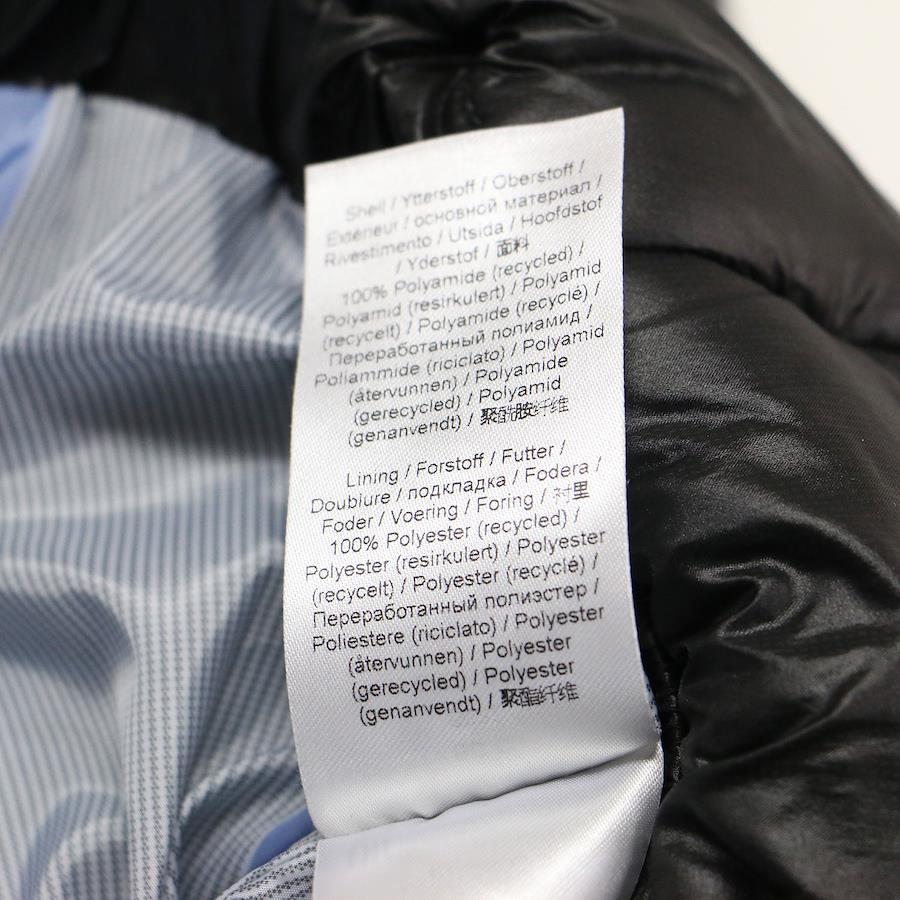 Shell / Ytterstoff / Oberstoff /
Extérieur / основной материал /
Rivestimento / Utsida / Hoofdstof
/ Yderstof / 面料
100% Polyamide (recycled) /
Polyamid (resirkulert) / Polyamid
(recycelt) / Polyamide (recyclé) /
Переработанный полиамид /
Poliammide (riciclato) / Polyamid
(återvunnen) / Polyamide
(gerecycled) / Polyamid
(genanvendt) / 聚酰胺纤维
Lining / Forstoff / Futter /
Doublure / подкладка / Fodera /
Foder / Voering / Foring / 衬里
100% Polyester (recycled) /
Polyester (resirkulert) / Polyester
(recycelt) / Polyester (recyclé) /
Переработанный полиэстер /
Poliestere (riciclato) / Polyester
(återvunnen) / Polyester
(gerecycled) / Polyester
(genanvendt) / 聚酯纤维